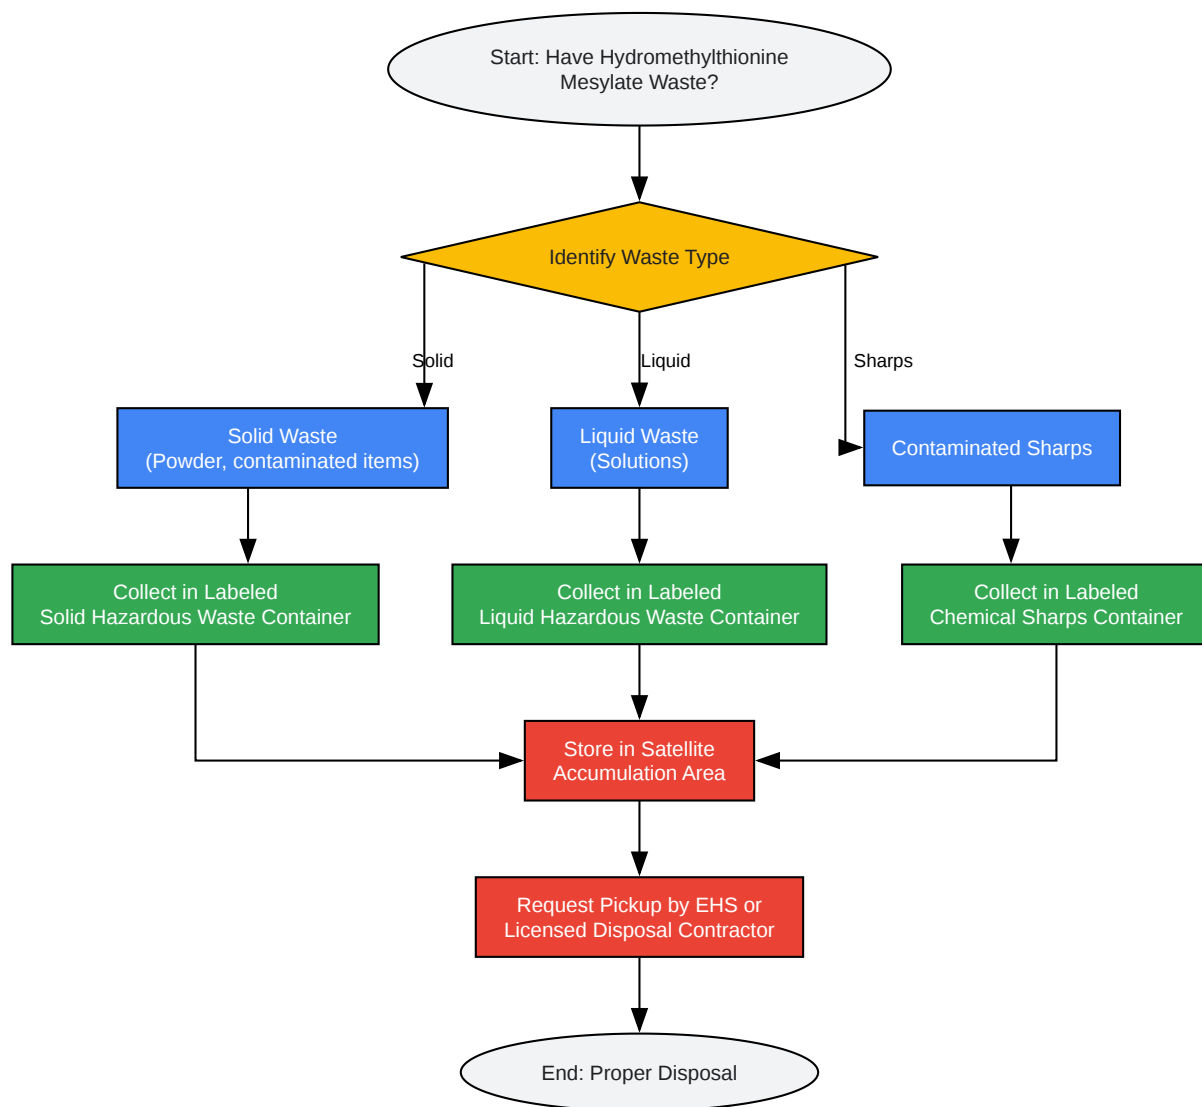 Start: Have Hydromethylthionine
Mesylate Waste?
Identify Waste Type
Solid
Liquid
Sharps
Solid Waste
(Powder, contaminated items)
Liquid Waste
(Solutions)
Contaminated Sharps
Collect in Labeled
Solid Hazardous Waste Container
Collect in Labeled
Liquid Hazardous Waste Container
Collect in Labeled
Chemical Sharps Container
Store in Satellite
Accumulation Area
Request Pickup by EHS or
Licensed Disposal Contractor
End: Proper Disposal